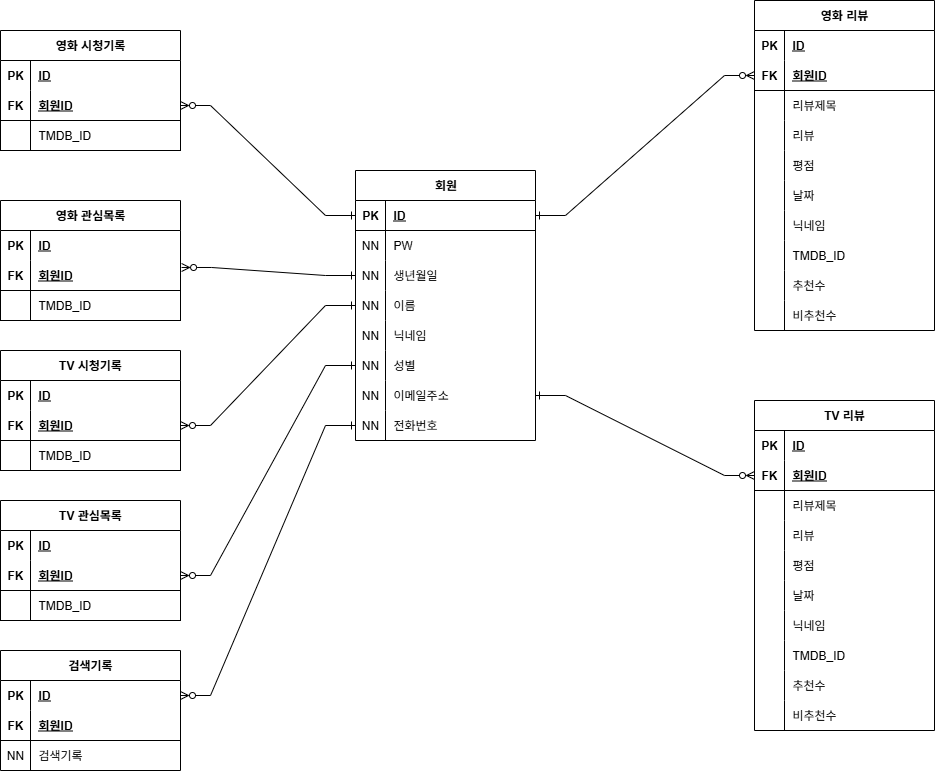 영화 시청기록
PK ID
FK 회원ID
TMDB_ID
영화 관심목록
PK ID
FK 회원ID
TMDB_ID
TV 시청기록
PK ID
FK 회원ID
TMDB_ID
TV 관심목록
PK ID
FK 회원ID
TMDB_ID
검색기록
PK ID
FK 회원ID
NN 검색기록
회원
PK ID
NN PW
NN 생년월일
NN 이름
NN 닉네임
NN 성별
NN 이메일주소
NN 전화번호
영화 리뷰
PK ID
FK 회원ID
리뷰제목
리뷰
평점
날짜
닉네임
TMDB_ID
추천수
비추천수
TV 리뷰
PK ID
FK 회원ID
리뷰제목
리뷰
평점
날짜
닉네임
TMDB_ID
추천수
비추천수